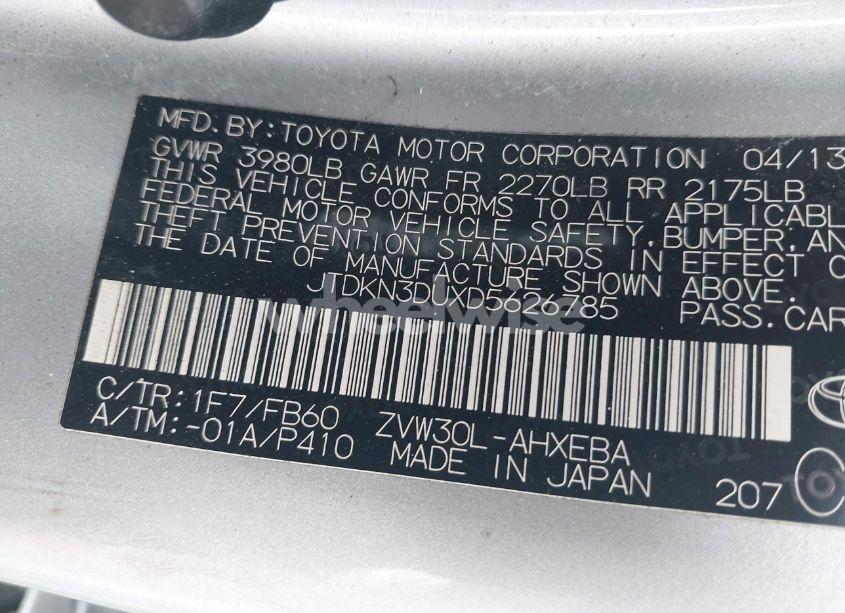 MFD. BY: TOYOTA MOTOR CORPORATION 04/13
GVWR 3980LB GAWR FR 2270LB RR 2175LB
THIS VEHICLE CONFORMS TO ALL APPLICABL
FEDERAL MOTOR VEHICLE SAFETY, BUMPER, AN
THEFT PREVENTION STANDARDS IN EFFECT O
THE DATE OF MANUFACTURE SHOWN ABOVE.
JTDKN3DUXD5626785 PASS. CAR
wheelwise
C/TR: 1F7/FB60 ZVW30L-AHXEBA
A/TM: -01A/P410 MADE IN JAPAN
207